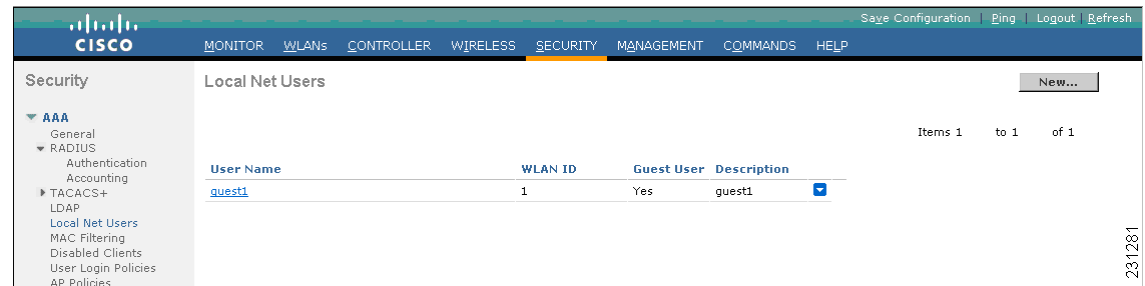 Save Configuration | Ping | Logout | Refresh
CISCO
MONITOR WLANs CONTROLLER WIRELESS SECURITY MANAGEMENT COMMANDS HELP
Security
AAA
General
RADIUS
Authentication
Accounting
TACACS+
LDAP
Local Net Users
MAC Filtering
Disabled Clients
User Login Policies
AP Policies
Local Net Users
New...
Items 1 to 1 of 1
User Name WLAN ID Guest User Description
guest1 1 Yes guest1
231281